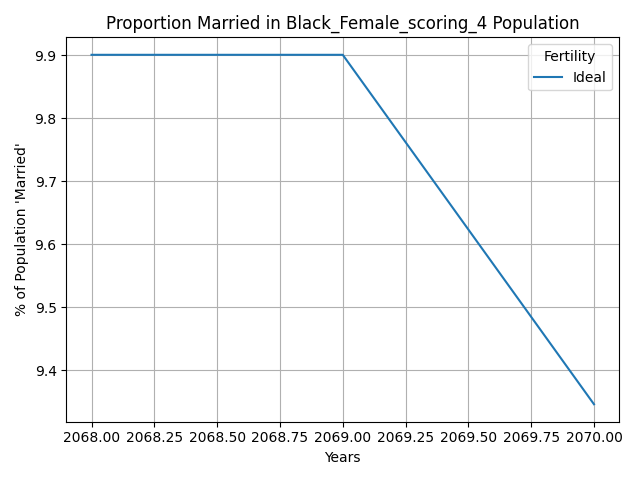 Proportion Married in Black_Female_scoring_4 Population
Fertility
Ideal
% of Population 'Married'
9.9
9.8
9.7
9.6
9.5
9.4
2068.00 2068.25 2068.50 2068.75 2069.00 2069.25 2069.50 2069.75 2070.00
Years